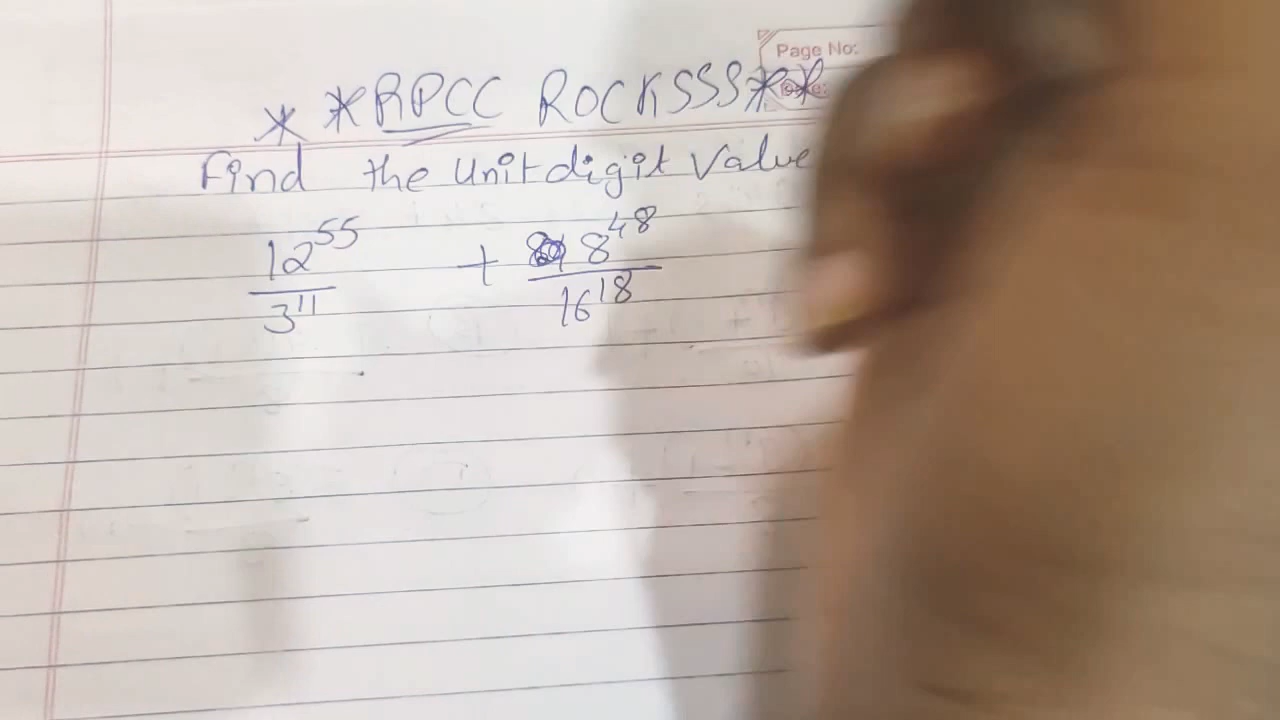 Page No:
* *RPCC ROCKSSS**
Find the Unit digit Value
12^55 / 3^11 + 8^48 / 16^18